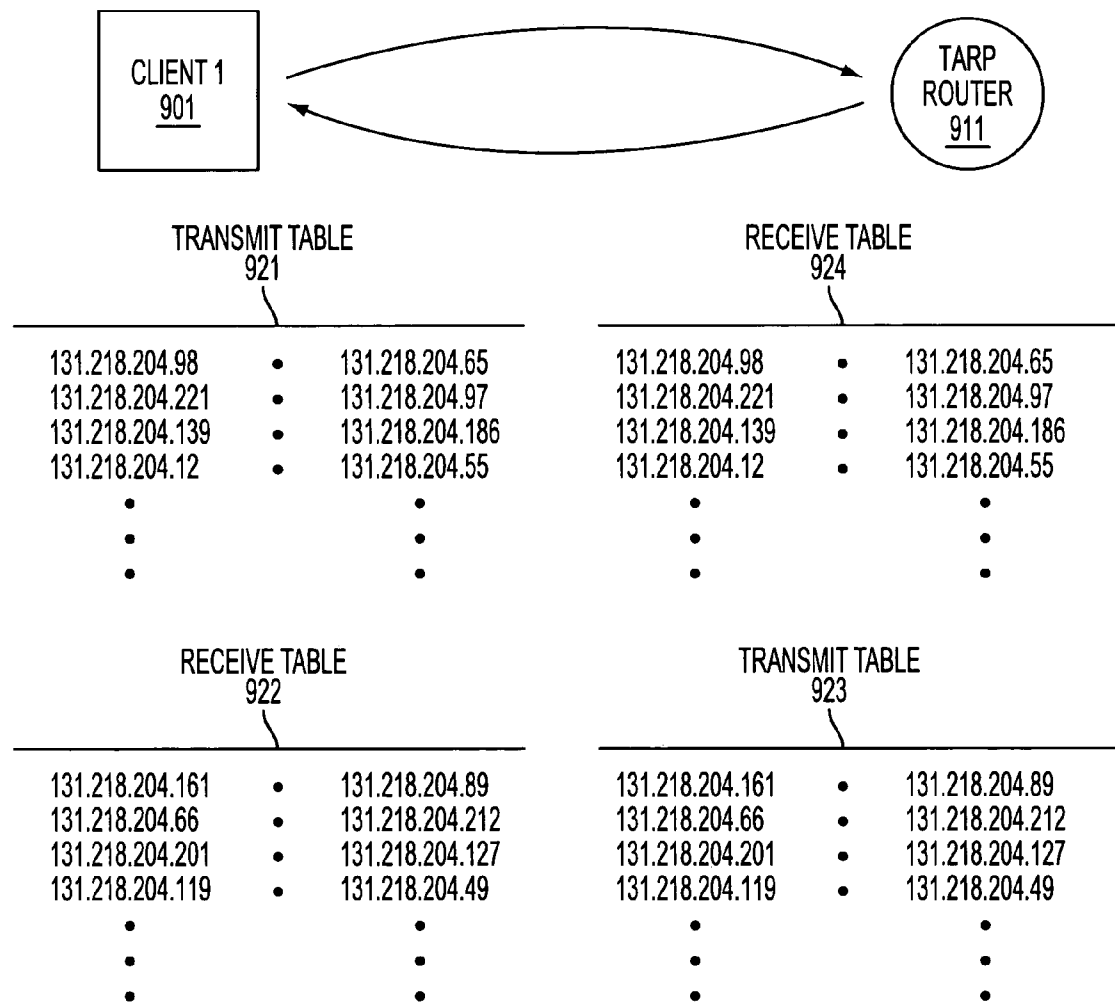 CLIENT 1
901
TARP
ROUTER
911
TRANSMIT TABLE
921
131.218.204.98 • 131.218.204.65
131.218.204.221 • 131.218.204.97
131.218.204.139 • 131.218.204.186
131.218.204.12 • 131.218.204.55
RECEIVE TABLE
924
131.218.204.98 • 131.218.204.65
131.218.204.221 • 131.218.204.97
131.218.204.139 • 131.218.204.186
131.218.204.12 • 131.218.204.55
RECEIVE TABLE
922
131.218.204.161 • 131.218.204.89
131.218.204.66 • 131.218.204.212
131.218.204.201 • 131.218.204.127
131.218.204.119 • 131.218.204.49
TRANSMIT TABLE
923
131.218.204.161 • 131.218.204.89
131.218.204.66 • 131.218.204.212
131.218.204.201 • 131.218.204.127
131.218.204.119 • 131.218.204.49